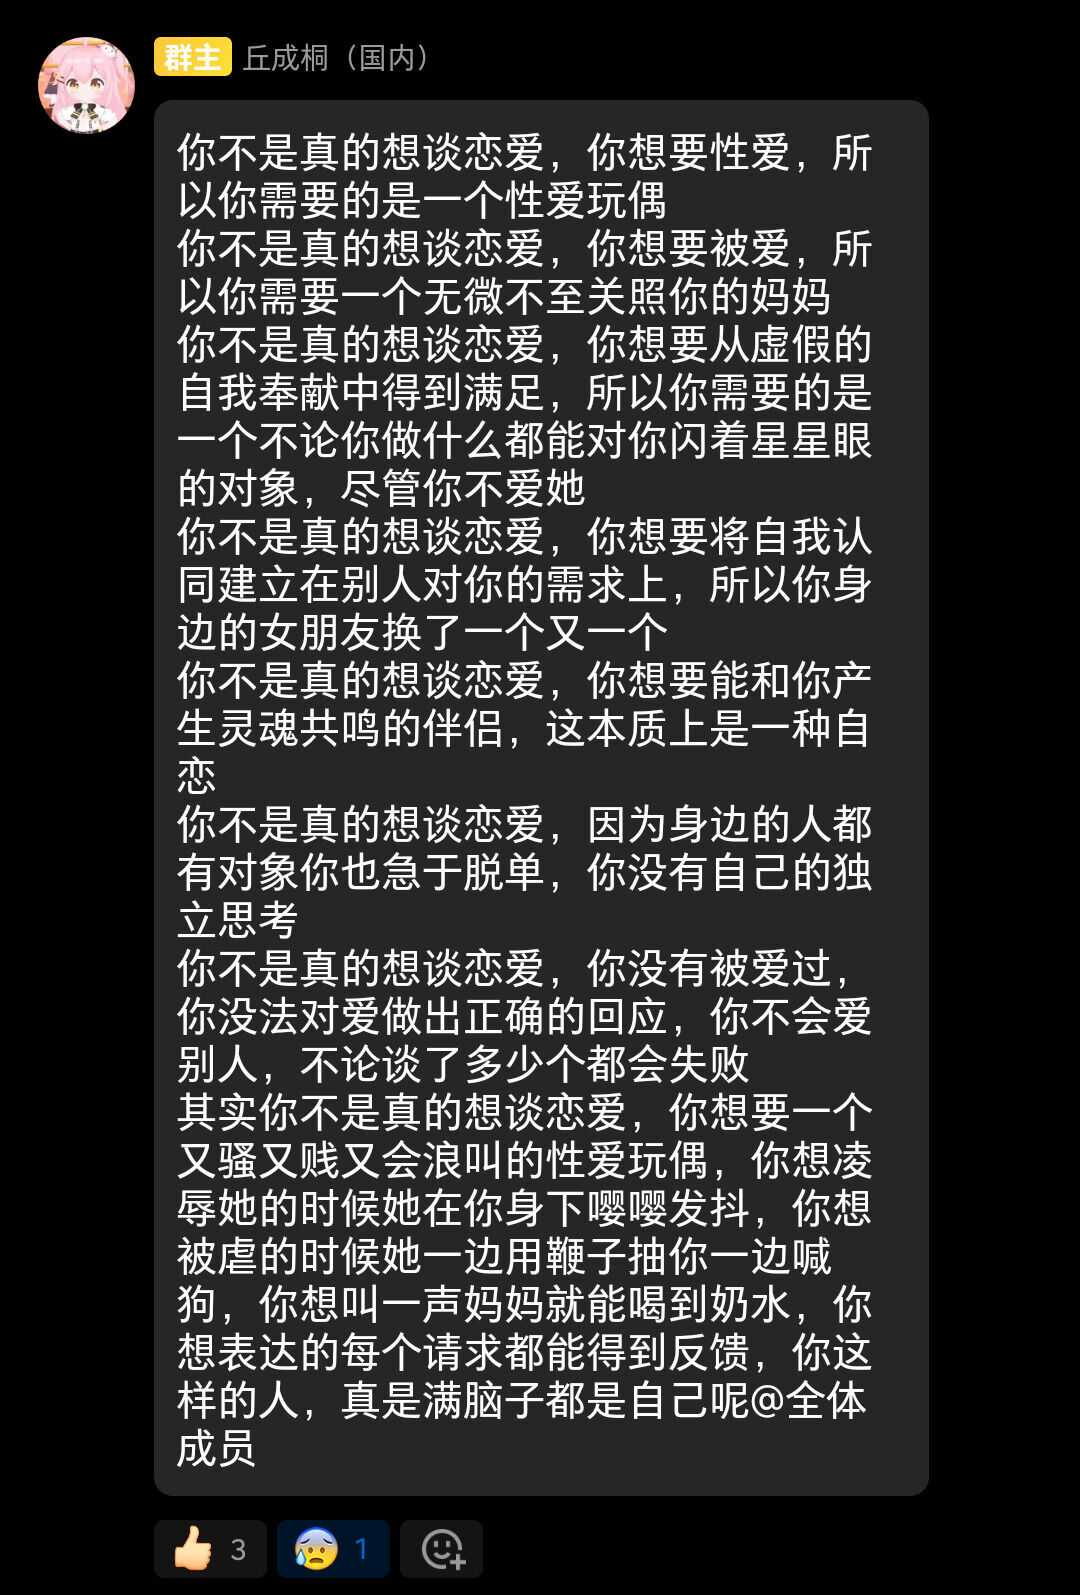 群主 丘成桐（国内）
你不是真的想谈恋爱，你想要性爱，所
以你需要的是一个性爱玩偶
你不是真的想谈恋爱，你想要被爱，所
以你需要一个无微不至关照你的妈妈
你不是真的想谈恋爱，你想要从虚假的
自我奉献中得到满足，所以你需要的是
一个不论你做什么都能对你闪着星星眼
的对象，尽管你不爱她
你不是真的想谈恋爱，你想要将自我认
同建立在别人对你的需求上，所以你身
边的女朋友换了一个又一个
你不是真的想谈恋爱，你想要能和你产
生灵魂共鸣的伴侣，这本质上是一种自
恋
你不是真的想谈恋爱，因为身边的人都
有对象你也急于脱单，你没有自己的独
立思考
你不是真的想谈恋爱，你没有被爱过，
你没法对爱做出正确的回应，你不会爱
别人，不论谈了多少个都会失败
其实你不是真的想谈恋爱，你想要一个
又骚又贱又会浪叫的性爱玩偶，你想凌
辱她的时候她在你身下嘤嘤发抖，你想
被虐的时候她一边用鞭子抽你一边喊
狗，你想叫一声妈妈就能喝到奶水，你
想表达的每个请求都能得到反馈，你这
样的人，真是满脑子都是自己呢@全体
成员
3 1